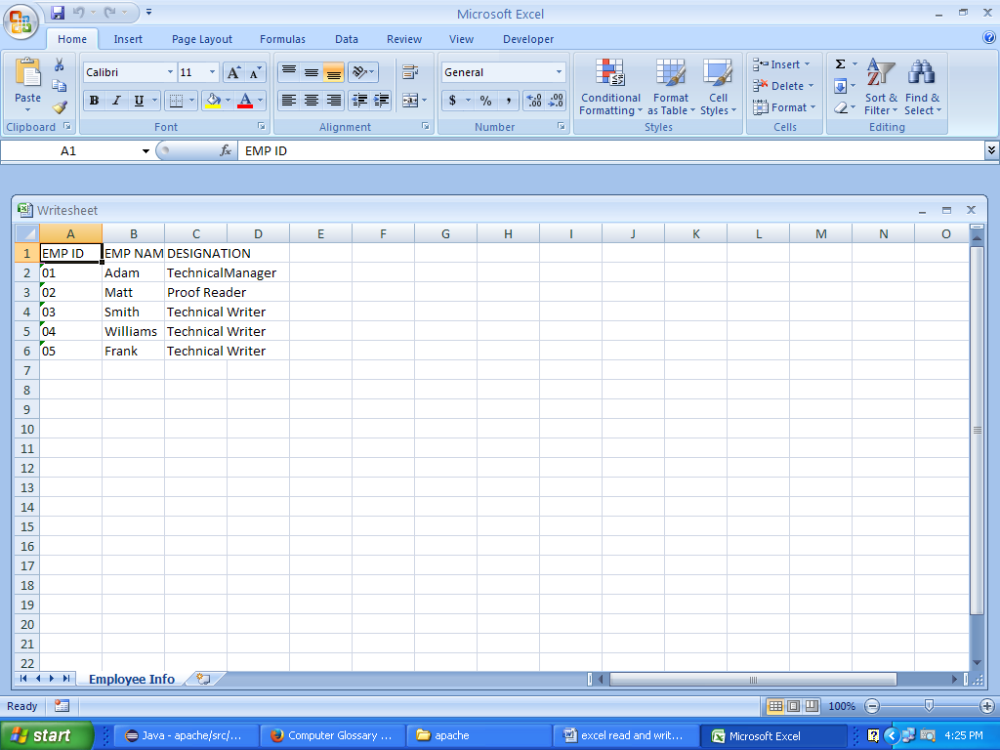 Microsoft Excel
Home Insert Page Layout Formulas Data Review View Developer
Paste
Clipboard
Calibri 11
B I U A
Font
Alignment
General
$ % ,
Number
Conditional Formatting
Format as Table
Cell Styles
Styles
Insert
Delete
Format
Cells
Σ
Sort & Filter
Find & Select
Editing
A1 fx EMP ID
Writesheet
A B C D E F G H I J K L M N O
1 EMP ID EMP NAM DESIGNATION
2 01 Adam TechnicalManager
3 02 Matt Proof Reader
4 03 Smith Technical Writer
5 04 Williams Technical Writer
6 05 Frank Technical Writer
7
8
9
10
11
12
13
14
15
16
17
18
19
20
21
22
Employee Info
Ready 100%
start Java - apache/src/... Computer Glossary ... apache excel read and writ... Microsoft Excel 4:25 PM